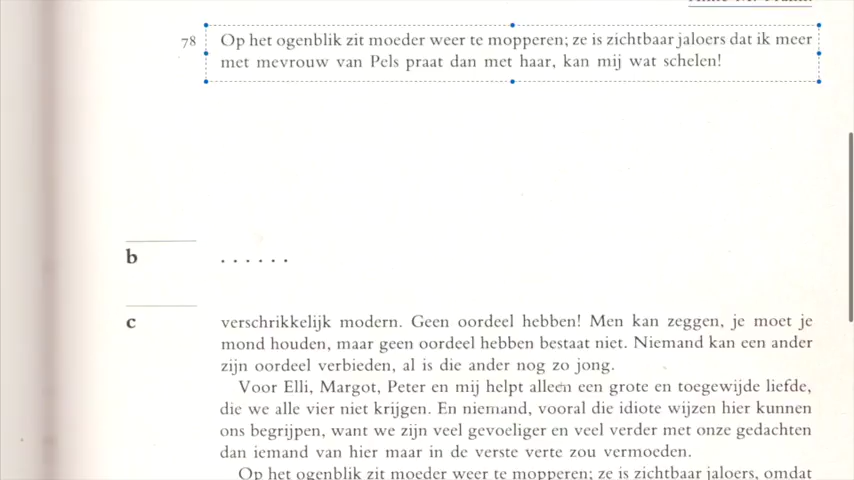 78 Op het ogenblik zit moeder weer te mopperen; ze is zichtbaar jaloers dat ik meer
met mevrouw van Pels praat dan met haar, kan mij wat schelen!
b . . . . . .
c verschrikkelijk modern. Geen oordeel hebben! Men kan zeggen, je moet je
mond houden, maar geen oordeel hebben bestaat niet. Niemand kan een ander
zijn oordeel verbieden, al is die ander nog zo jong.
Voor Elli, Margot, Peter en mij helpt alleen een grote en toegewijde liefde,
die we alle vier niet krijgen. En niemand, vooral die idiote wijzen hier kunnen
ons begrijpen, want we zijn veel gevoeliger en veel verder met onze gedachten
dan iemand van hier maar in de verste verte zou vermoeden.
Op het ogenblik zit moeder weer te mopperen; ze is zichtbaar jaloers, omdat